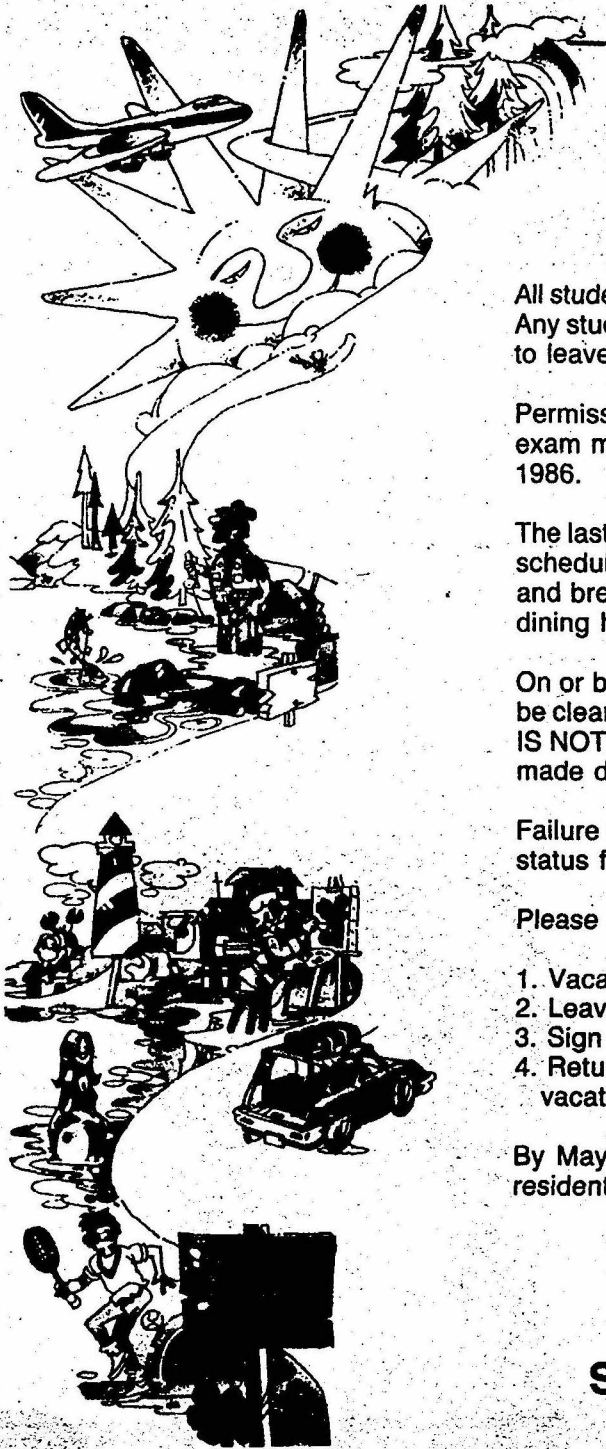 All stude
Any stud
to leave
Permiss
exam m
1986.
The last
schedul
and bre
dining h
On or b
be clear
IS NOT
made d
Failure
status f
Please
1. Vaca
2. Leav
3. Sign
4. Retu
vacat
By May
resident
S